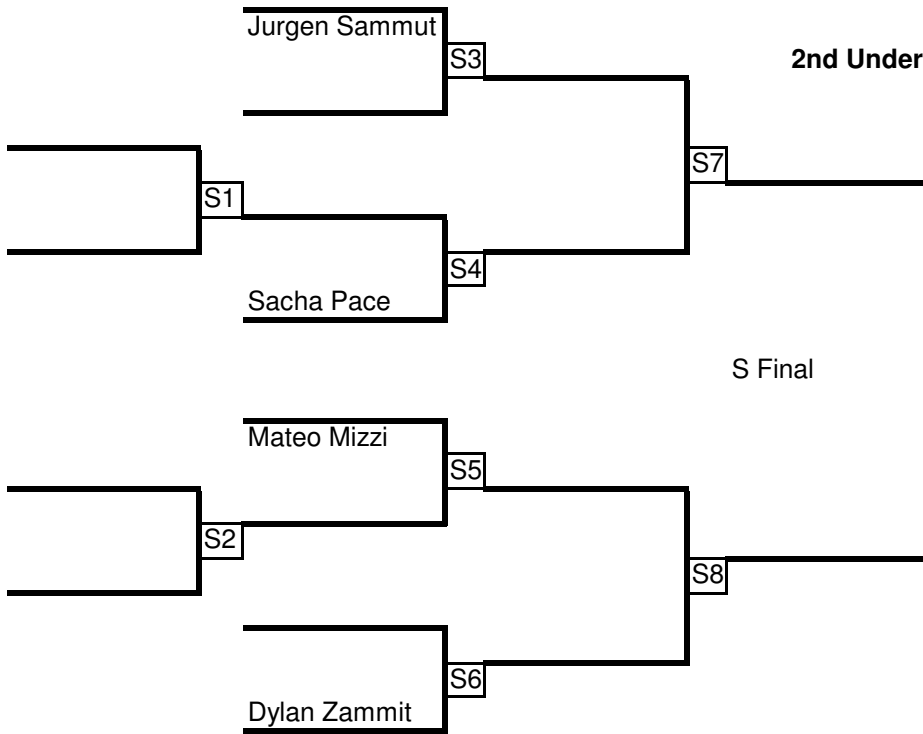 Jurgen Sammut
S3
2nd Under
S7
S1
S4
Sacha Pace
S Final
Mateo Mizzi
S5
S2
S8
S6
Dylan Zammit